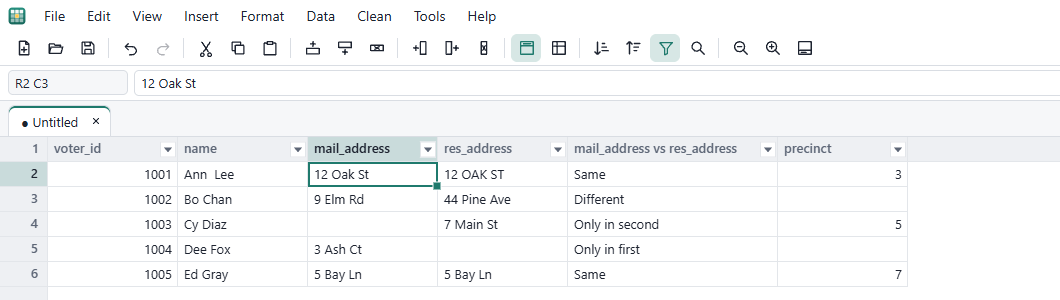 File Edit View Insert Format Data Clean Tools Help
R2 C3 12 Oak St
● Untitled ×
1 voter_id name mail_address res_address mail_address vs res_address precinct
2 1001 Ann  Lee 12 Oak St 12 OAK ST Same 3
3 1002 Bo Chan 9 Elm Rd 44 Pine Ave Different
4 1003 Cy Diaz 7 Main St Only in second 5
5 1004 Dee Fox 3 Ash Ct Only in first
6 1005 Ed Gray 5 Bay Ln 5 Bay Ln Same 7